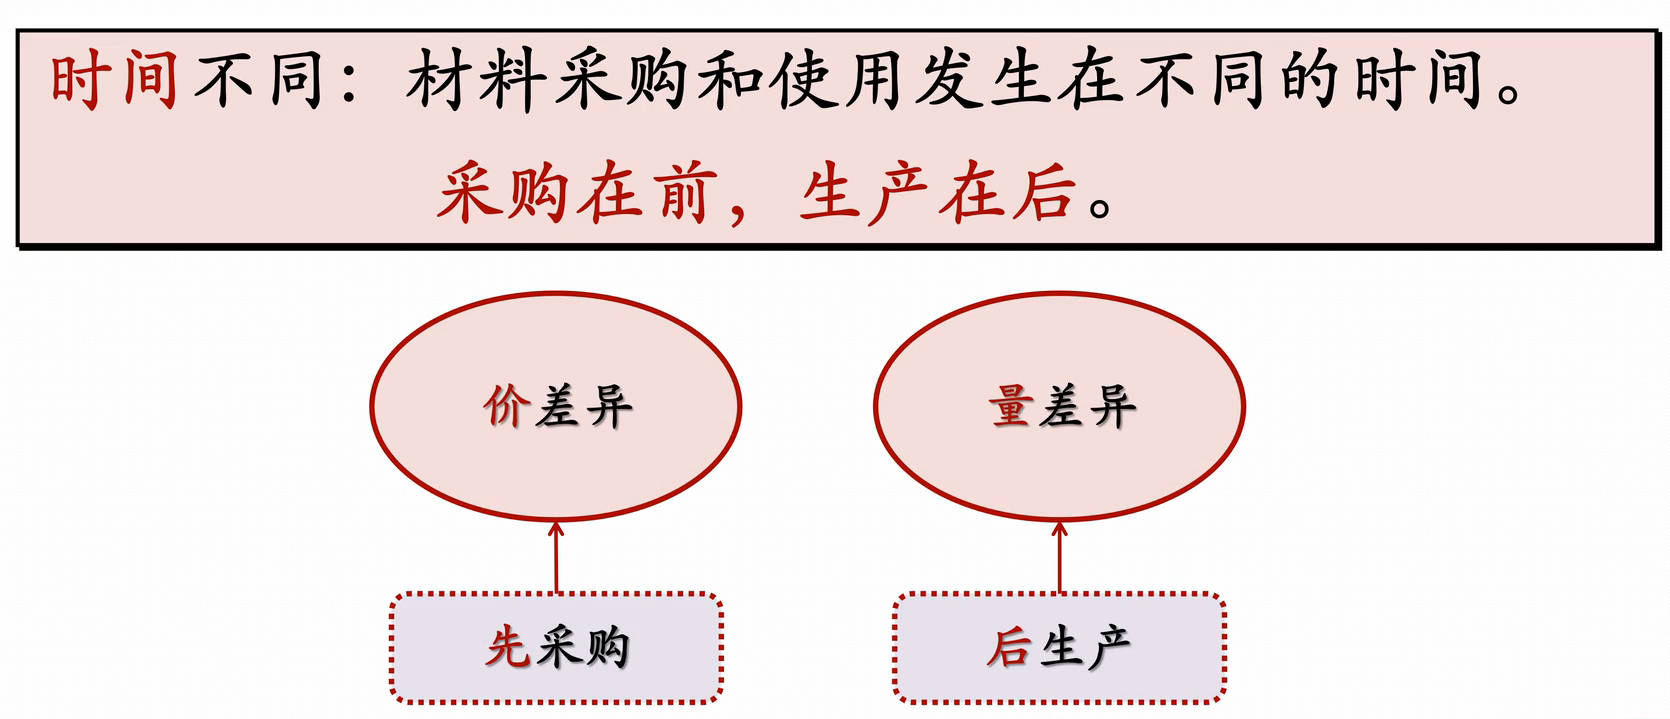 时间不同：材料采购和使用发生在不同的时间。
采购在前，生产在后。
价差异
量差异
先采购
后生产